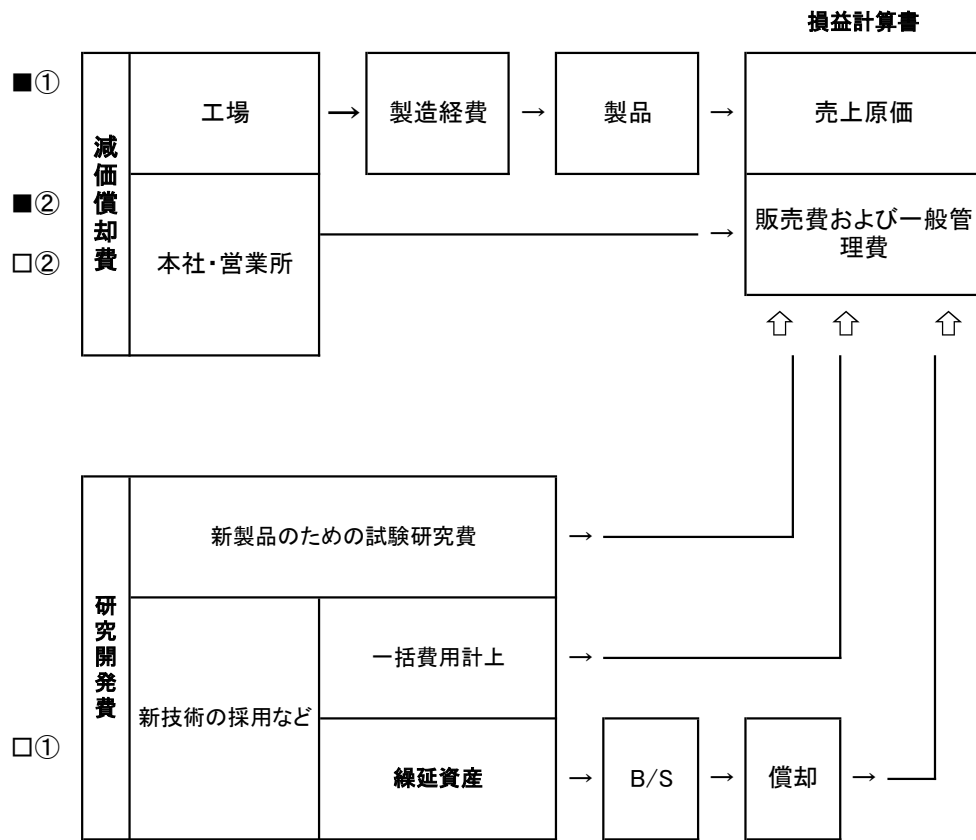 損益計算書
■①
工場
→
製造経費
→
製品
→
売上原価
減価償却費
■②
□②
本社・営業所
→
販売費および一般管
理費
⇧ ⇧ ⇧
研究開発費
新製品のための試験研究費
→
新技術の採用など
一括費用計上
→
□①
繰延資産
→
B/S
→
償却
→